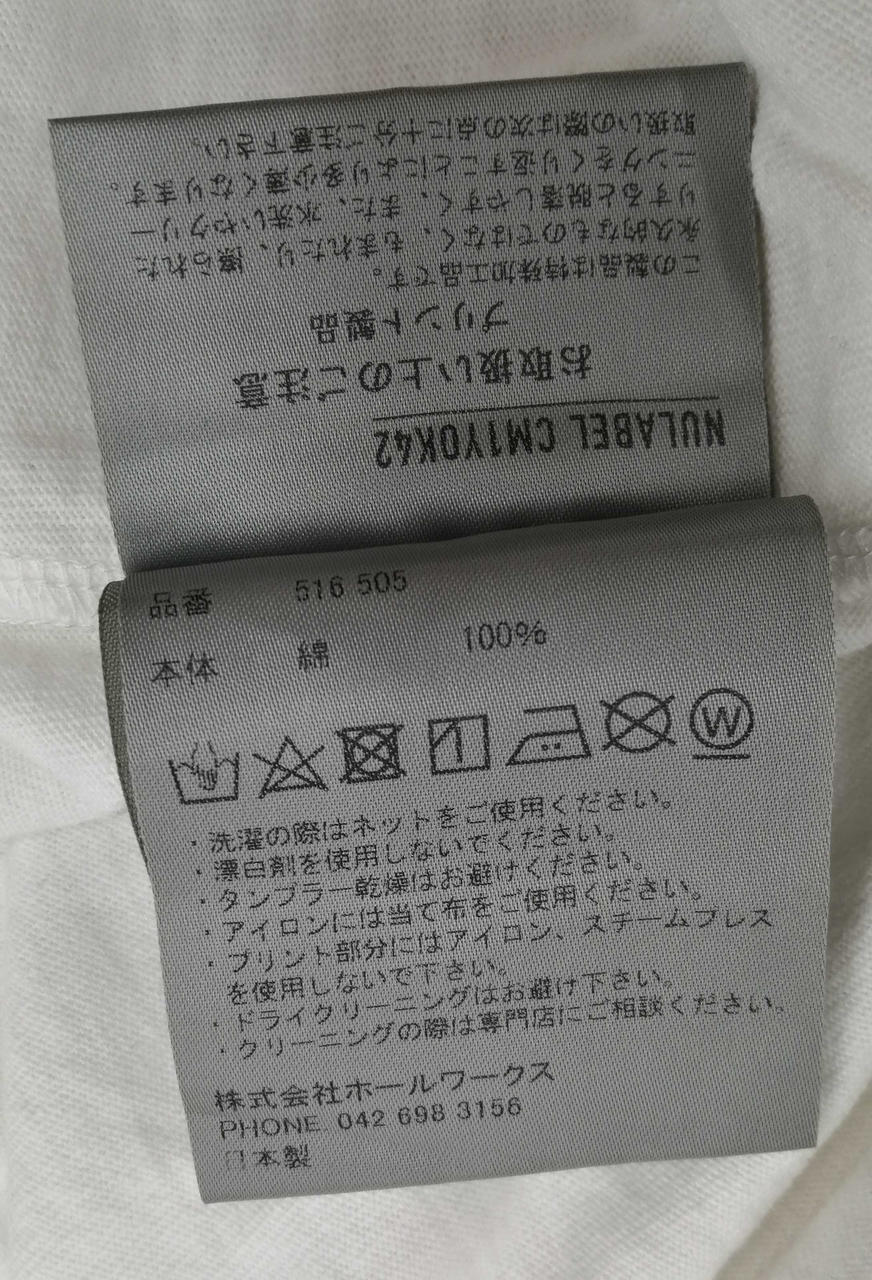 NULABEL CM1Y0K42
お取扱い上のご注意
プリント製品
この製品は特殊加工品です。
永久的なものではなく、もまれたり、擦られた
りすると脱落しやすく、また、水洗いやクリー
ニングをくり返すことにより多少薄くなります。
取扱いの際は次の点に十分ご注意下さい。
品番 516 505
本体 綿 100%
W
・洗濯の際はネットをご使用ください。
・漂白剤を使用しないでください。
・タンブラー乾燥はお避けください。
・アイロンには当て布をご使用ください。
・プリント部分にはアイロン、スチームプレス
を使用しないで下さい。
・ドライクリーニングはお避け下さい。
・クリーニングの際は専門店にご相談ください。
株式会社ホールワークス
PHONE 042 698 3156
日本製